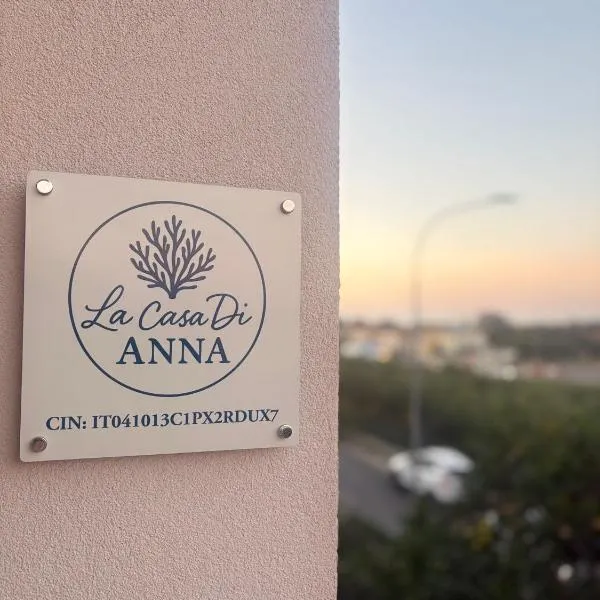 La Casa Di
ANNA
CIN: IT041013C1PX2RDUX7